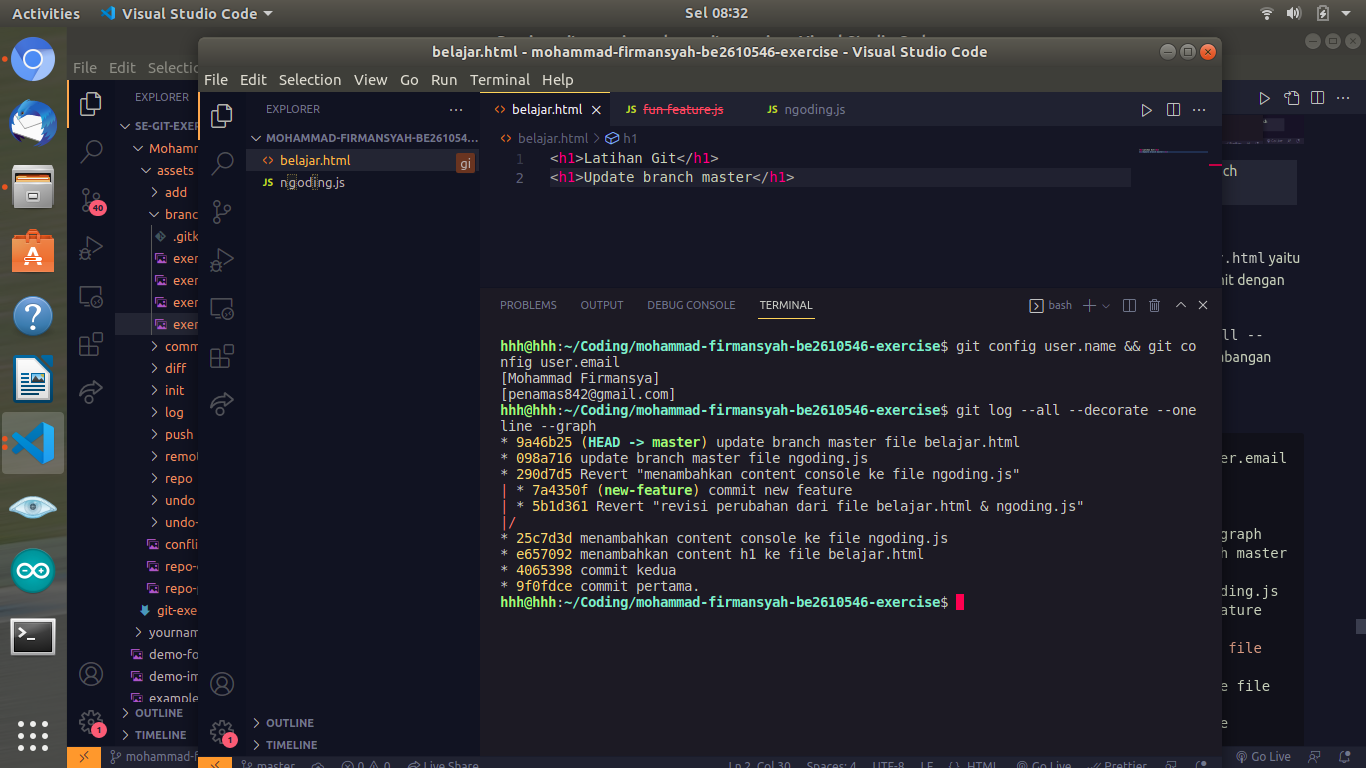 Activities Visual Studio Code Sel 08:32
belajar.html - mohammad-firmansyah-be2610546-exercise - Visual Studio Code
File Edit Selection View Go Run Terminal Help
File Edit Selectio
EXPLORER
SE-GIT-EXER
Mohamm
assets
add
branc
.gitk
exer
exer
exer
exer
comm
diff
init
log
push
remot
repo
undo
undo-
confli
repo-
repo-
git-exe
yournam
demo-fo
demo-im
example
OUTLINE
TIMELINE
40
1
mohammad-f
EXPLORER
MOHAMMAD-FIRMANSYAH-BE261054...
belajar.html gi
JS ngoding.js
OUTLINE
TIMELINE
1
belajar.html JS fun-feature.js JS ngoding.js
belajar.html > h1
1 <h1>Latihan Git</h1>
2 <h1>Update branch master</h1>
PROBLEMS OUTPUT DEBUG CONSOLE TERMINAL bash
hhh@hhh:~/Coding/mohammad-firmansyah-be2610546-exercise$ git config user.name && git co
nfig user.email
[Mohammad Firmansya]
[penamas842@gmail.com]
hhh@hhh:~/Coding/mohammad-firmansyah-be2610546-exercise$ git log --all --decorate --one
line --graph
* 9a46b25 (HEAD -> master) update branch master file belajar.html
* 098a716 update branch master file ngoding.js
* 290d7d5 Revert "menambahkan content console ke file ngoding.js"
| * 7a4350f (new-feature) commit new feature
| * 5b1d361 Revert "revisi perubahan dari file belajar.html & ngoding.js"
|/
* 25c7d3d menambahkan content console ke file ngoding.js
* e657092 menambahkan content h1 ke file belajar.html
* 4065398 commit kedua
* 9f0fdce commit pertama.
hhh@hhh:~/Coding/mohammad-firmansyah-be2610546-exercise$
ch
r.html yaitu
it dengan
ll --
mbangan
er.email
graph
h master
ding.js
ature
file
e file
e
Go Live
master 0 0 Live Share Ln 2, Col 30 Spaces: 4 UTF-8 LF HTML Go Live Prettier